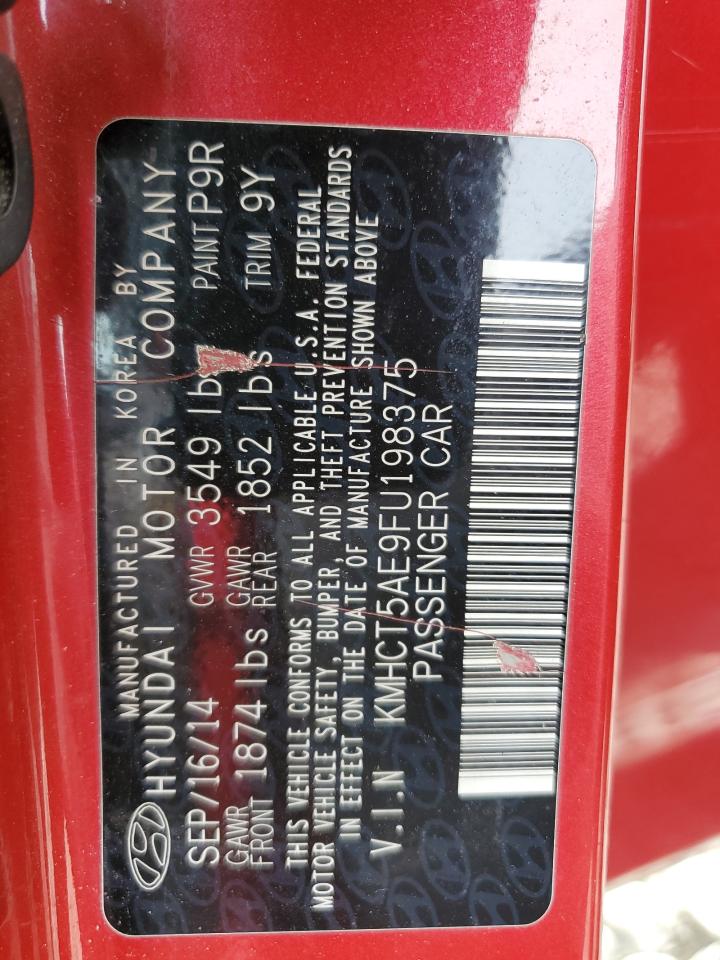 MANUFACTURED IN KOREA BY
HYUNDAI MOTOR COMPANY
SEP/16/14 GVWR 3549 lbs PAINT P9R
GAWR FRONT 1874 lbs GAWR REAR 1852 lbs TRIM 9Y
THIS VEHICLE CONFORMS TO ALL APPLICABLE U.S.A. FEDERAL
MOTOR VEHICLE SAFETY, BUMPER, AND THEFT PREVENTION STANDARDS
IN EFFECT ON THE DATE OF MANUFACTURE SHOWN ABOVE
V.I.N KMHCT5AE9FU198375
PASSENGER CAR